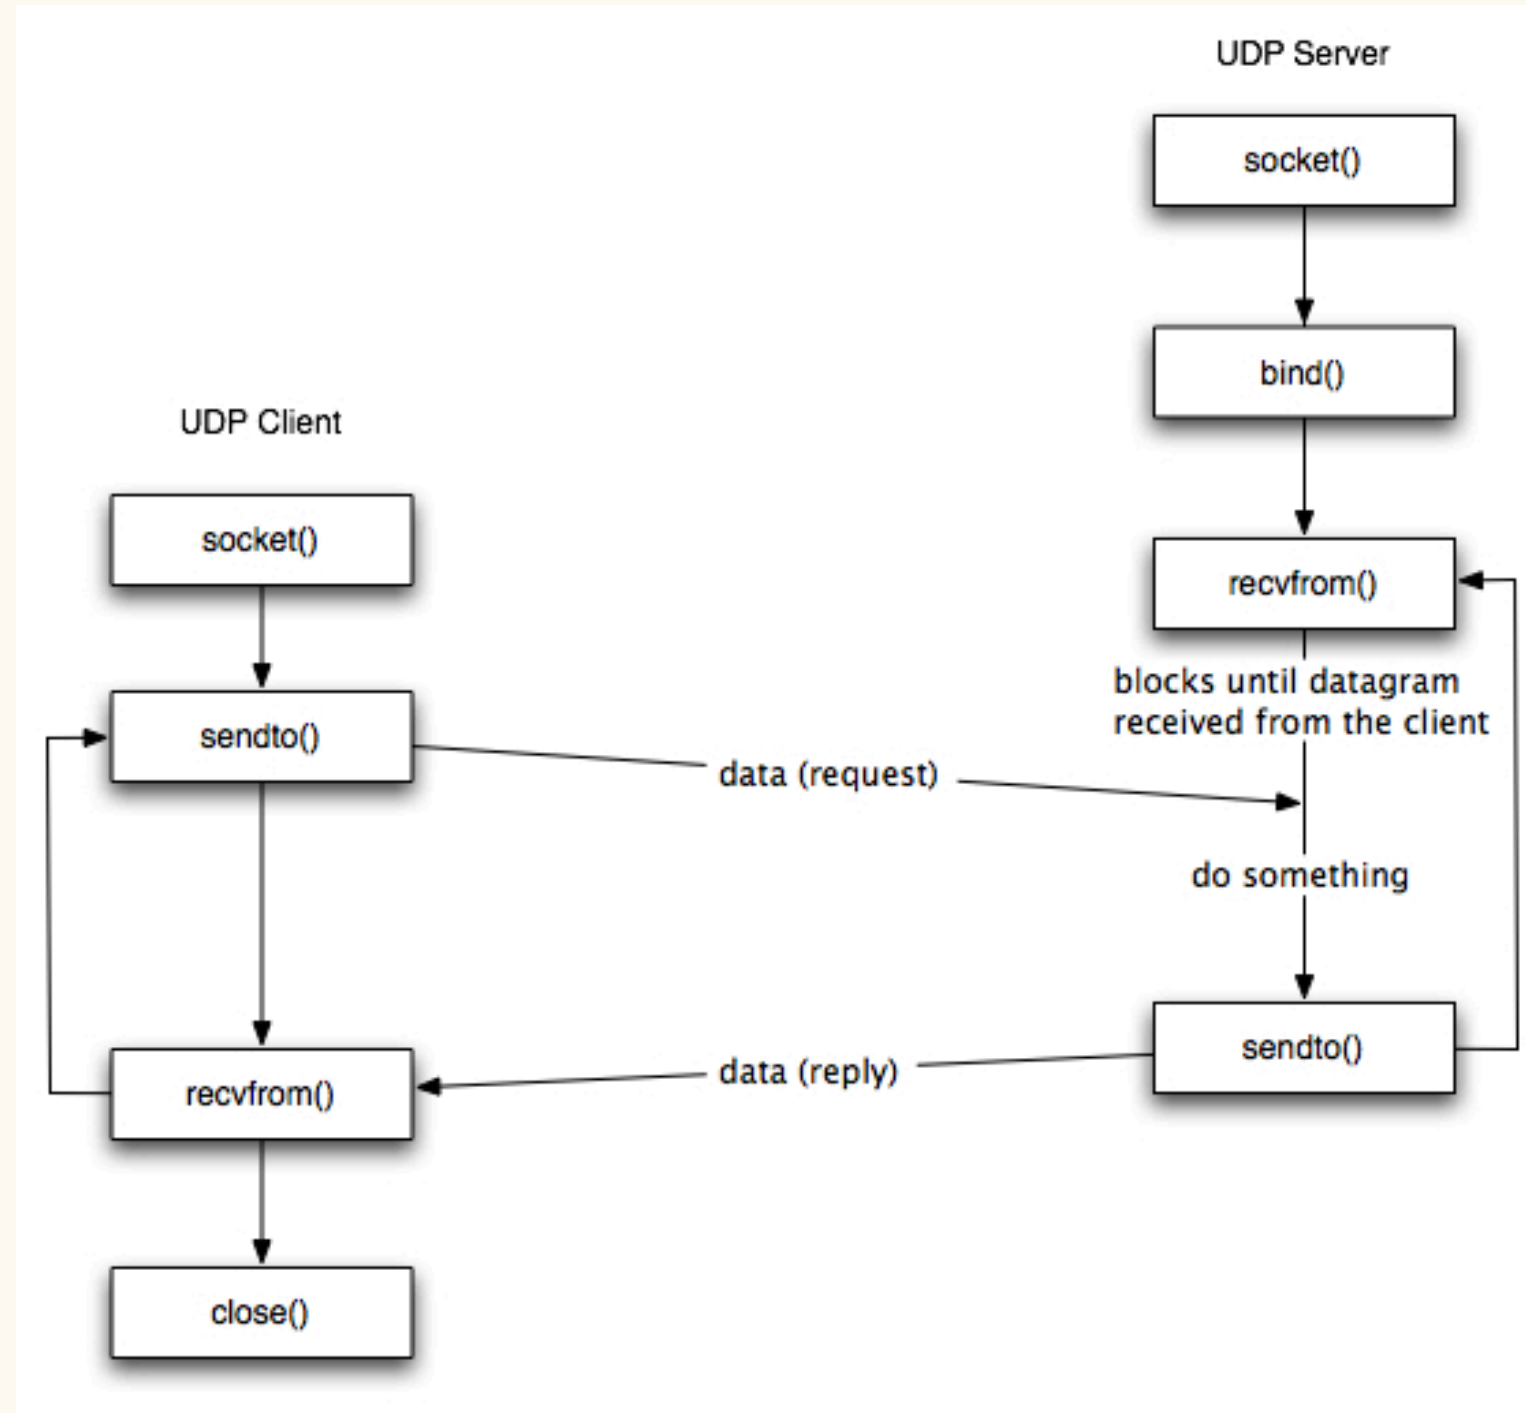 UDP Server
socket()
bind()
UDP Client
socket()
recvfrom()
blocks until datagram
received from the client
sendto()
data (request)
do something
sendto()
data (reply)
recvfrom()
close()